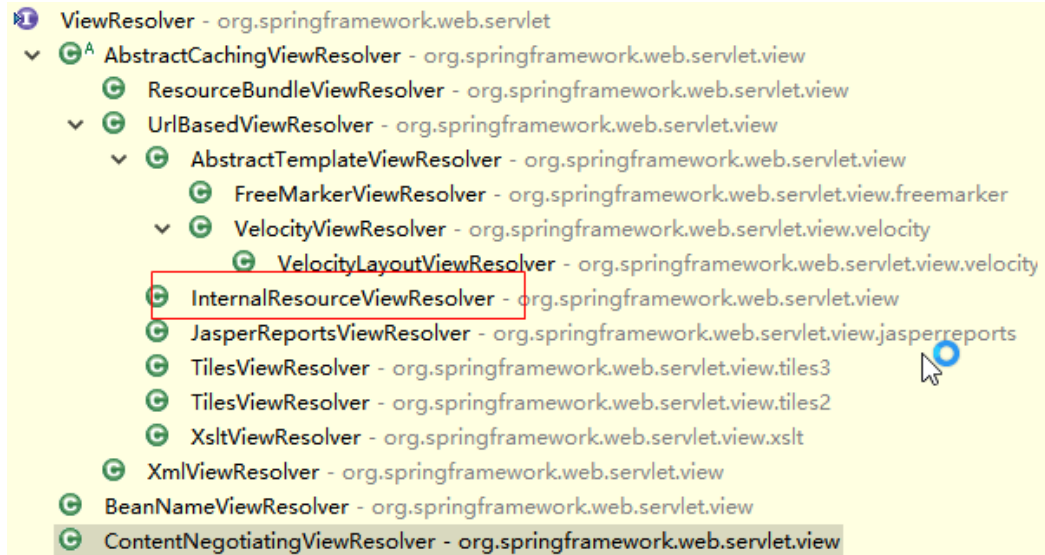 ViewResolver - org.springframework.web.servlet
AbstractCachingViewResolver - org.springframework.web.servlet.view
ResourceBundleViewResolver - org.springframework.web.servlet.view
UrlBasedViewResolver - org.springframework.web.servlet.view
AbstractTemplateViewResolver - org.springframework.web.servlet.view
FreeMarkerViewResolver - org.springframework.web.servlet.view.freemarker
VelocityViewResolver - org.springframework.web.servlet.view.velocity
VelocityLayoutViewResolver - org.springframework.web.servlet.view.velocity
InternalResourceViewResolver - org.springframework.web.servlet.view
JasperReportsViewResolver - org.springframework.web.servlet.view.jasperreports
TilesViewResolver - org.springframework.web.servlet.view.tiles3
TilesViewResolver - org.springframework.web.servlet.view.tiles2
XsltViewResolver - org.springframework.web.servlet.view.xslt
XmlViewResolver - org.springframework.web.servlet.view
BeanNameViewResolver - org.springframework.web.servlet.view
ContentNegotiatingViewResolver - org.springframework.web.servlet.view